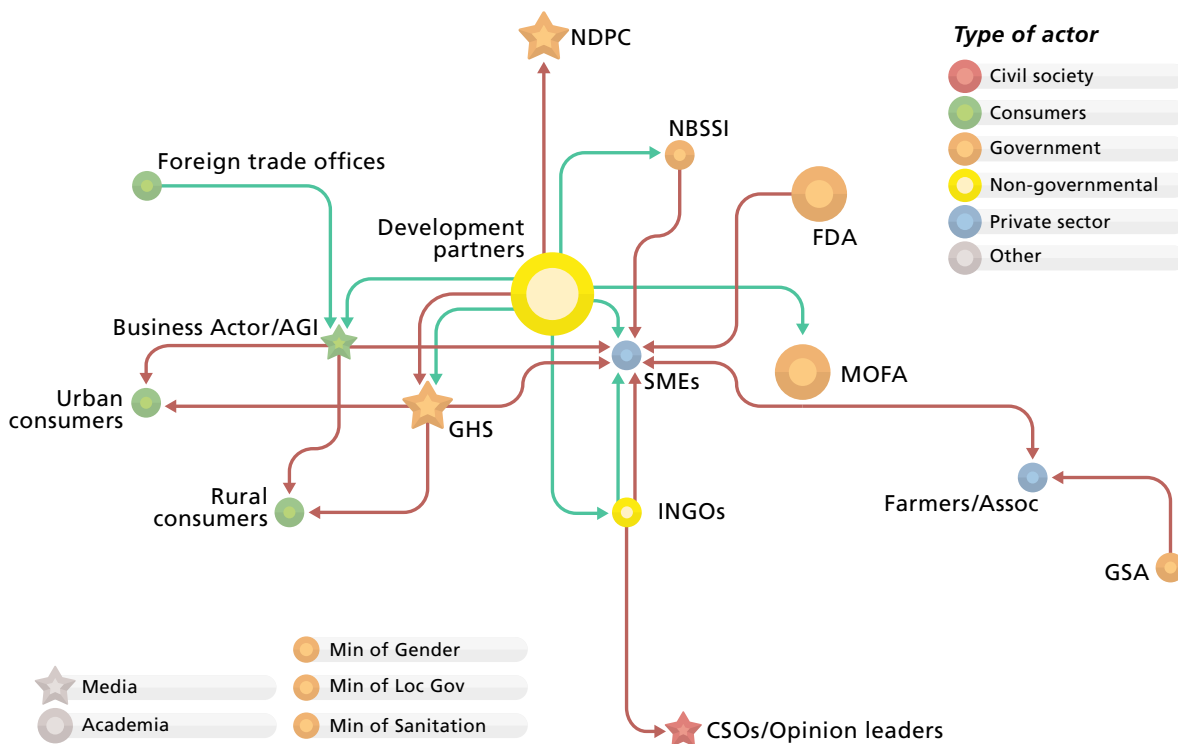 NDPC
Type of actor
Civil society
Consumers
Government
Non-governmental
Private sector
Other
NBSSI
Foreign trade offices
FDA
Development
partners
Business Actor/AGI
SMEs
MOFA
Urban
consumers
GHS
Rural
consumers
INGOs
Farmers/Assoc
GSA
Min of Gender
Media
Min of Loc Gov
Academia
Min of Sanitation
CSOs/Opinion leaders